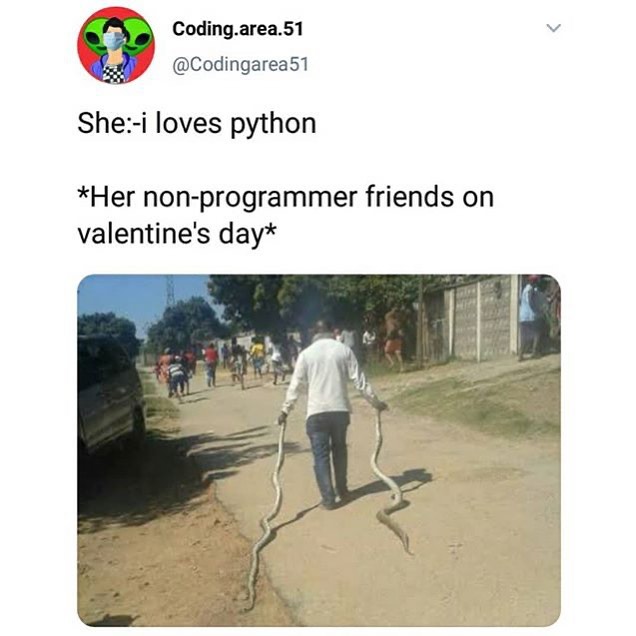 Coding.area.51
@Codingarea51
She:-i loves python
*Her non-programmer friends on
valentine's day*